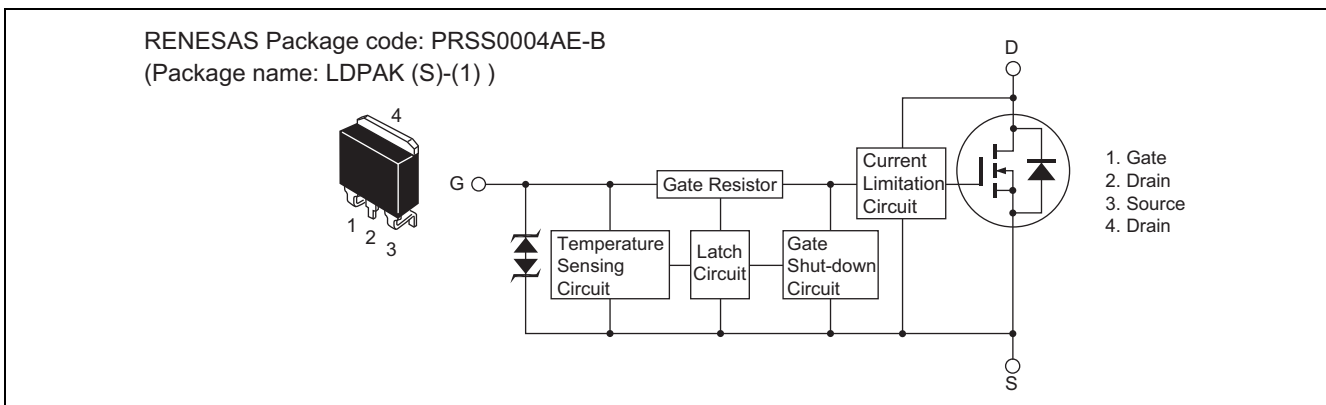 RENESAS Package code: PRSS0004AE-B
(Package name: LDPAK (S)-(1) )
4
1
2
3
D
G
Gate Resistor
Current
Limitation
Circuit
Temperature
Sensing
Circuit
Latch
Circuit
Gate
Shut-down
Circuit
S
1. Gate
2. Drain
3. Source
4. Drain